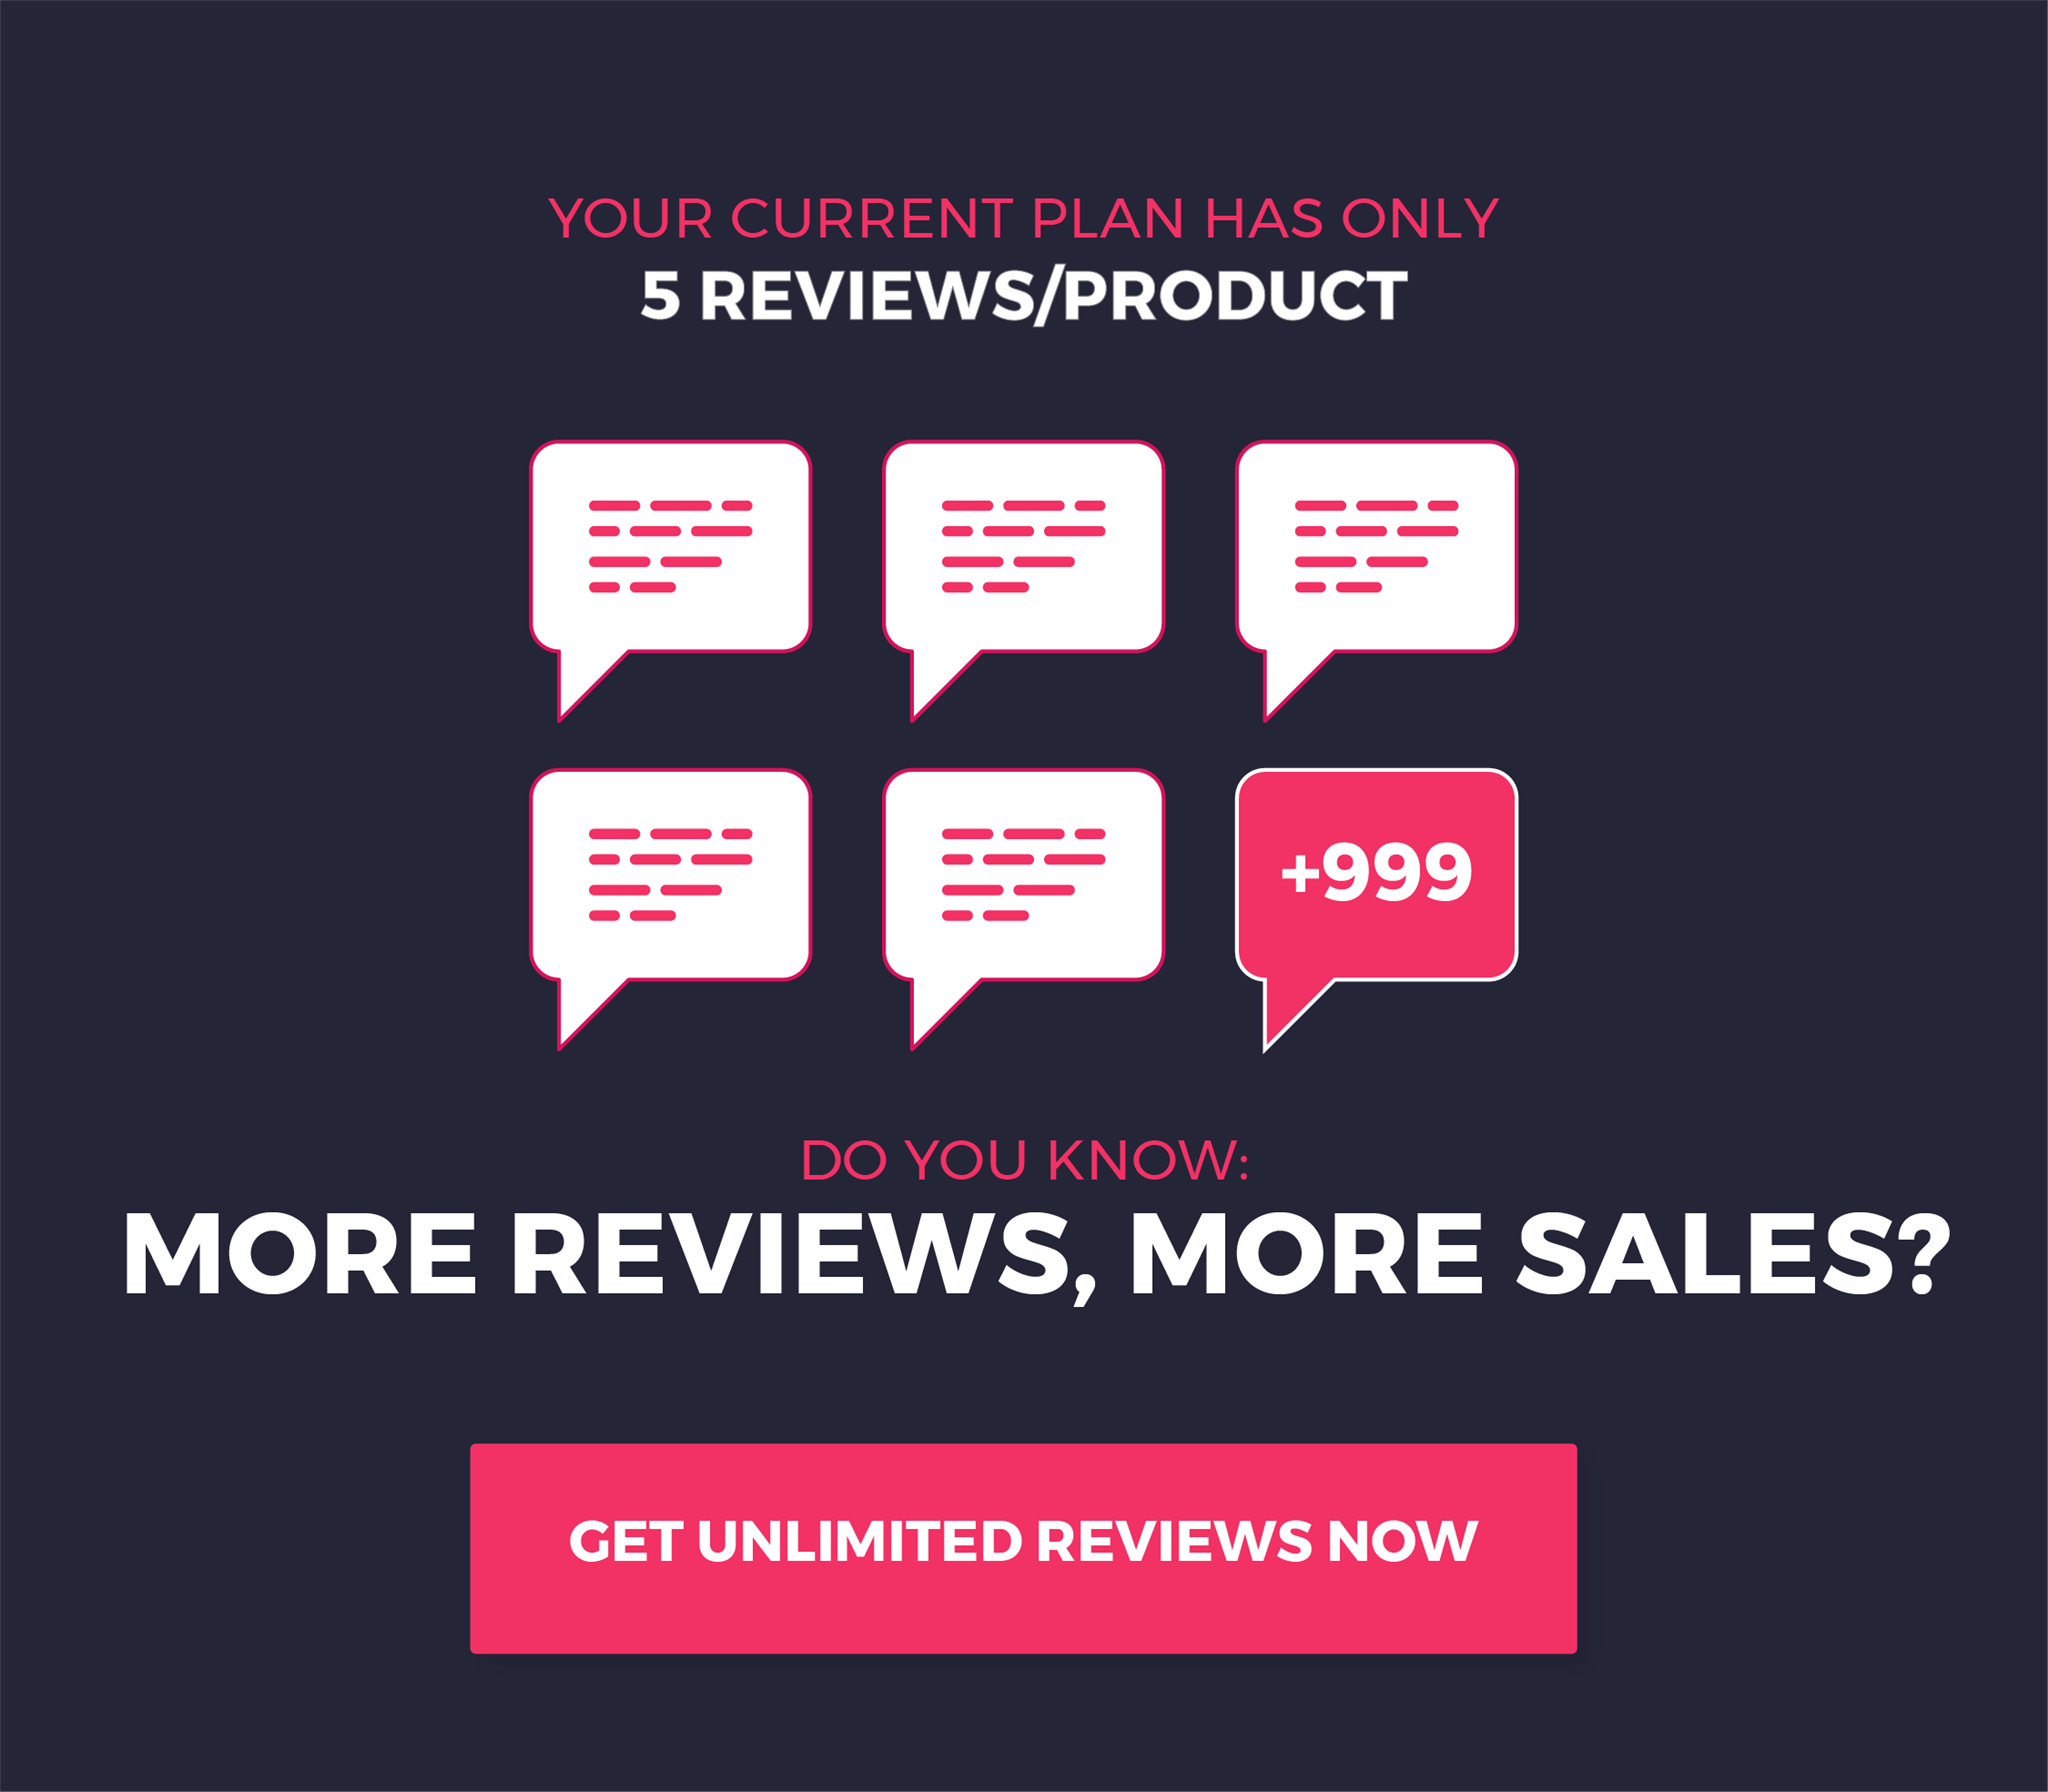 YOUR CURRENT PLAN HAS ONLY
5 REVIEWS/PRODUCT
+999
DO YOU KNOW:
MORE REVIEWS, MORE SALES?
GET UNLIMITED REVIEWS NOW